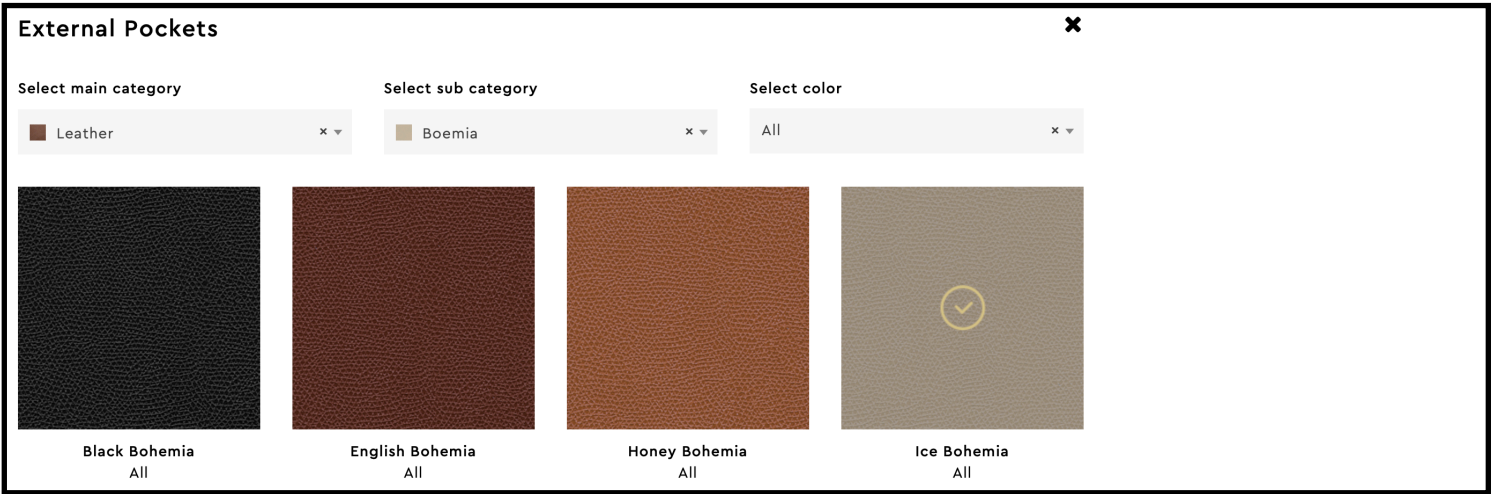 External Pockets
Select main category
Select sub category
Select color
Leather
Boemia
All
Black Bohemia
All
English Bohemia
All
Honey Bohemia
All
Ice Bohemia
All